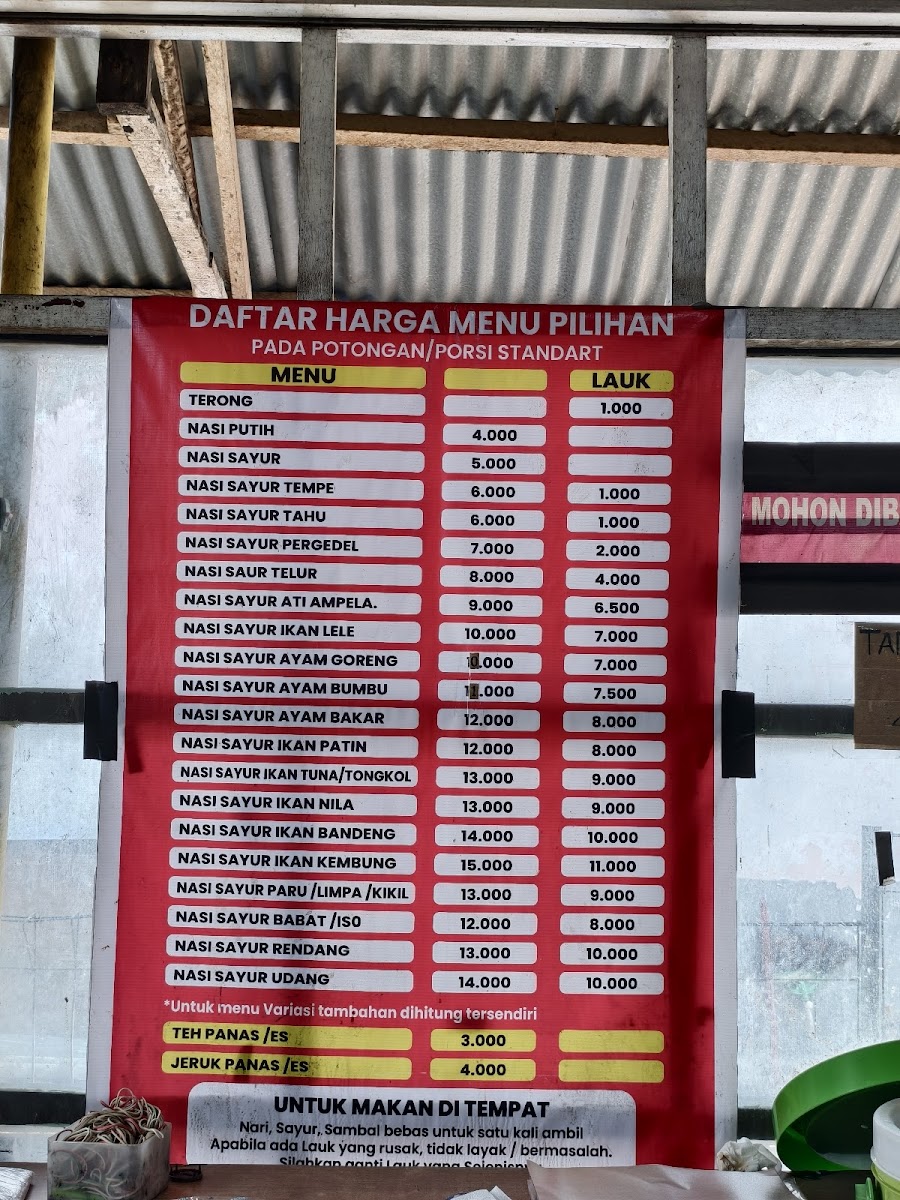 DAFTAR HARGA MENU PILIHAN
PADA POTONGAN/PORSI STANDART
MENU LAUK
TERONG 1.000
NASI PUTIH 4.000
NASI SAYUR 5.000
NASI SAYUR TEMPE 6.000 1.000
NASI SAYUR TAHU 6.000 1.000
NASI SAYUR PERGEDEL 7.000 2.000
NASI SAUR TELUR 8.000 4.000
NASI SAYUR ATI AMPELA. 9.000 6.500
NASI SAYUR IKAN LELE 10.000 7.000
NASI SAYUR AYAM GORENG 10.000 7.000
NASI SAYUR AYAM BUMBU 11.000 7.500
NASI SAYUR AYAM BAKAR 12.000 8.000
NASI SAYUR IKAN PATIN 12.000 8.000
NASI SAYUR IKAN TUNA/TONGKOL 13.000 9.000
NASI SAYUR IKAN NILA 13.000 9.000
NASI SAYUR IKAN BANDENG 14.000 10.000
NASI SAYUR IKAN KEMBUNG 15.000 11.000
NASI SAYUR PARU /LIMPA /KIKIL 13.000 9.000
NASI SAYUR BABAT /ISO 12.000 8.000
NASI SAYUR RENDANG 13.000 10.000
NASI SAYUR UDANG 14.000 10.000
*Untuk menu Variasi tambahan dihitung tersendiri
TEH PANAS /ES 3.000
JERUK PANAS /ES 4.000
UNTUK MAKAN DI TEMPAT
Nari, Sayur, Sambal bebas untuk satu kali ambil
Apabila ada Lauk yang rusak, tidak layak / bermasalah.
Silahkan ganti Lauk yang
MOHON DIB
TA